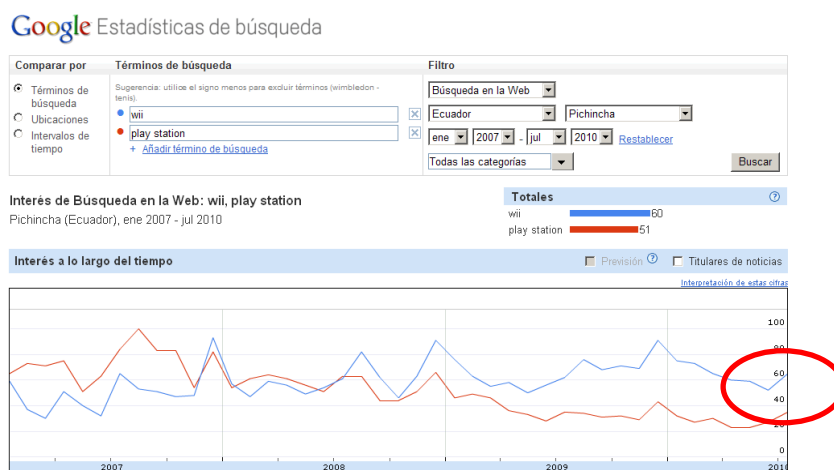 Google Estadísticas de búsqueda
Comparar por
Términos de búsqueda
Filtro
Términos de
búsqueda
Ubicaciones
Intervalos de
tiempo
Sugerencia: utilice el signo menos para excluir términos (wimbledon -
tenis).
wii
play station
+ Añadir término de búsqueda
Búsqueda en la Web
Ecuador Pichincha
ene 2007 - jul 2010 Restablecer
Todas las categorías Buscar
Interés de Búsqueda en la Web: wii, play station
Pichincha (Ecuador), ene 2007 - jul 2010
Totales ?
wii 60
play station 51
Interés a lo largo del tiempo
Previsión ? Titulares de noticias
Interpretación de estas cifras
100
80
60
40
20
0
2007 2008 2009 2010